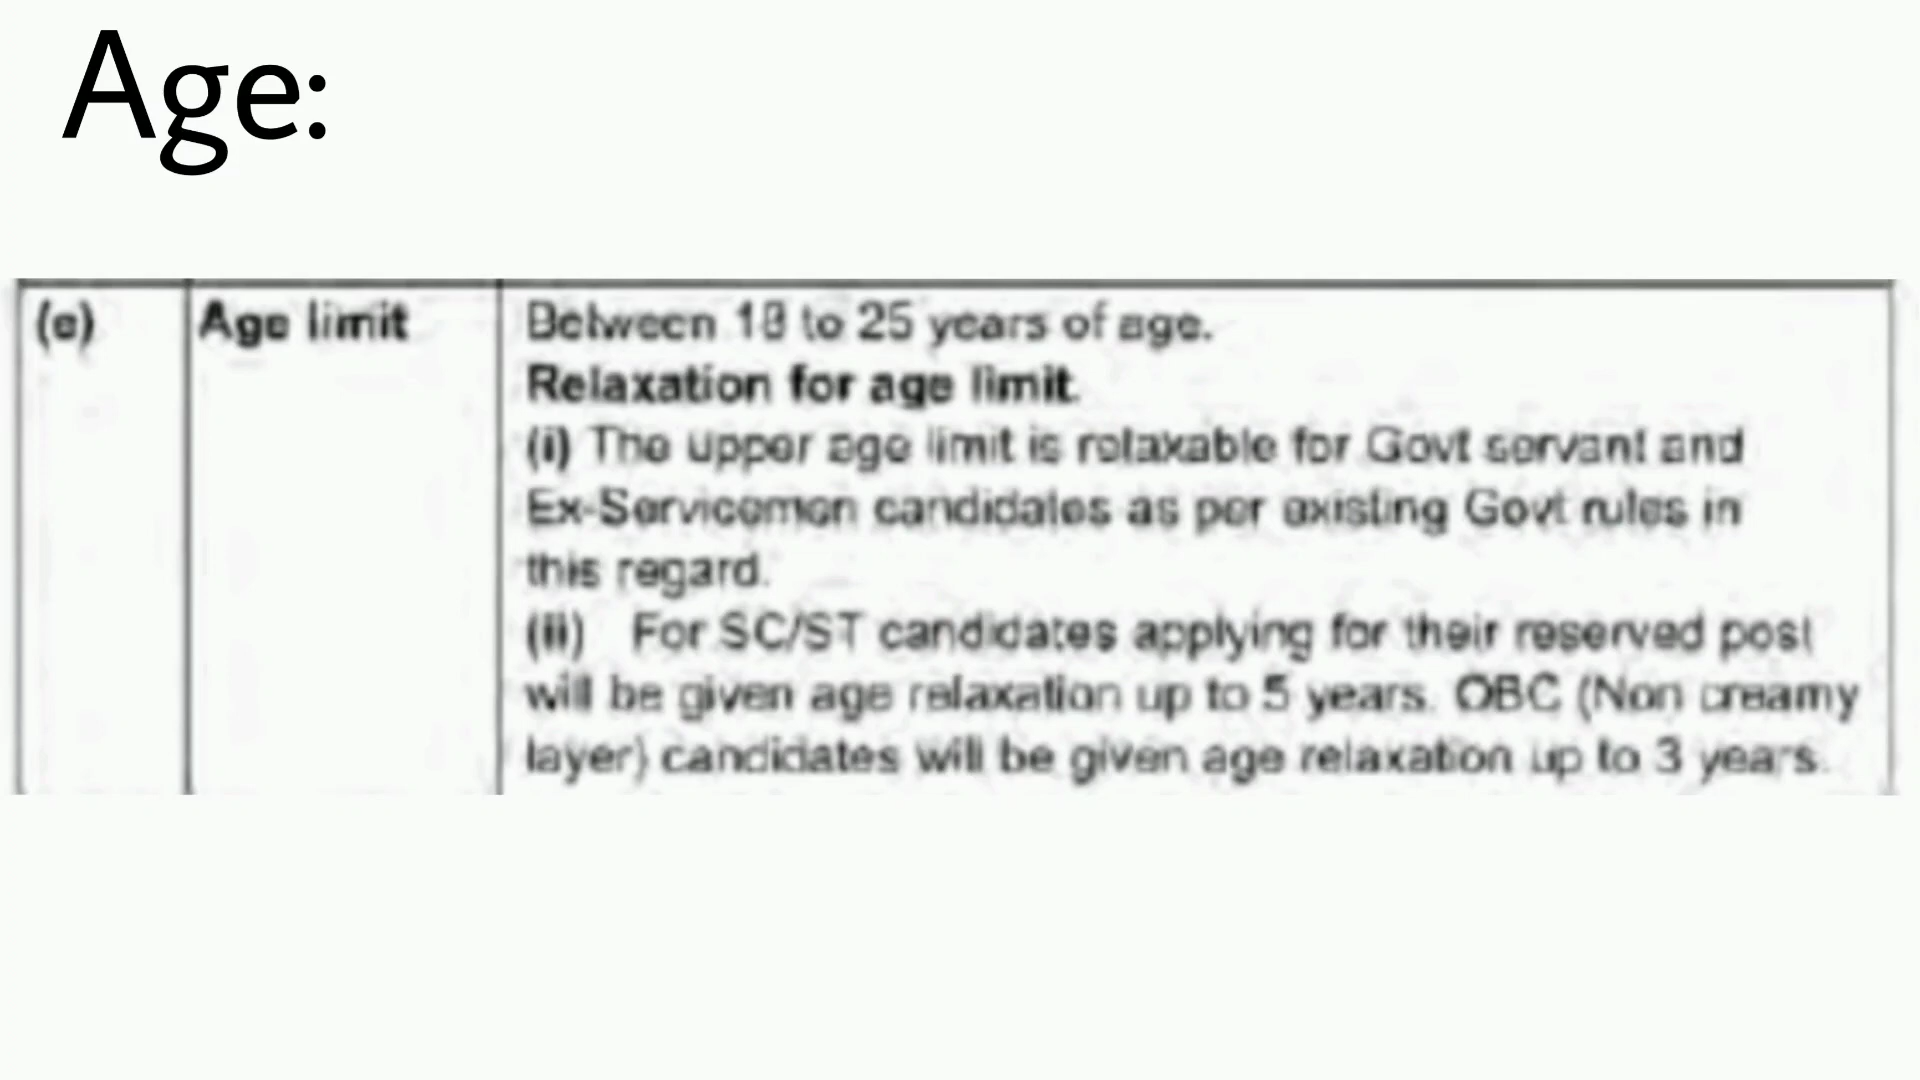 Age:
(e) Age limit Between 18 to 25 years of age.
Relaxation for age limit.
(i) The upper age limit is relaxable for Govt servant and
Ex-Servicemen candidates as per existing Govt rules in
this regard.
(ii) For SC/ST candidates applying for their reserved post
will be given age relaxation up to 5 years. OBC (Non creamy
layer) candidates will be given age relaxation up to 3 years.